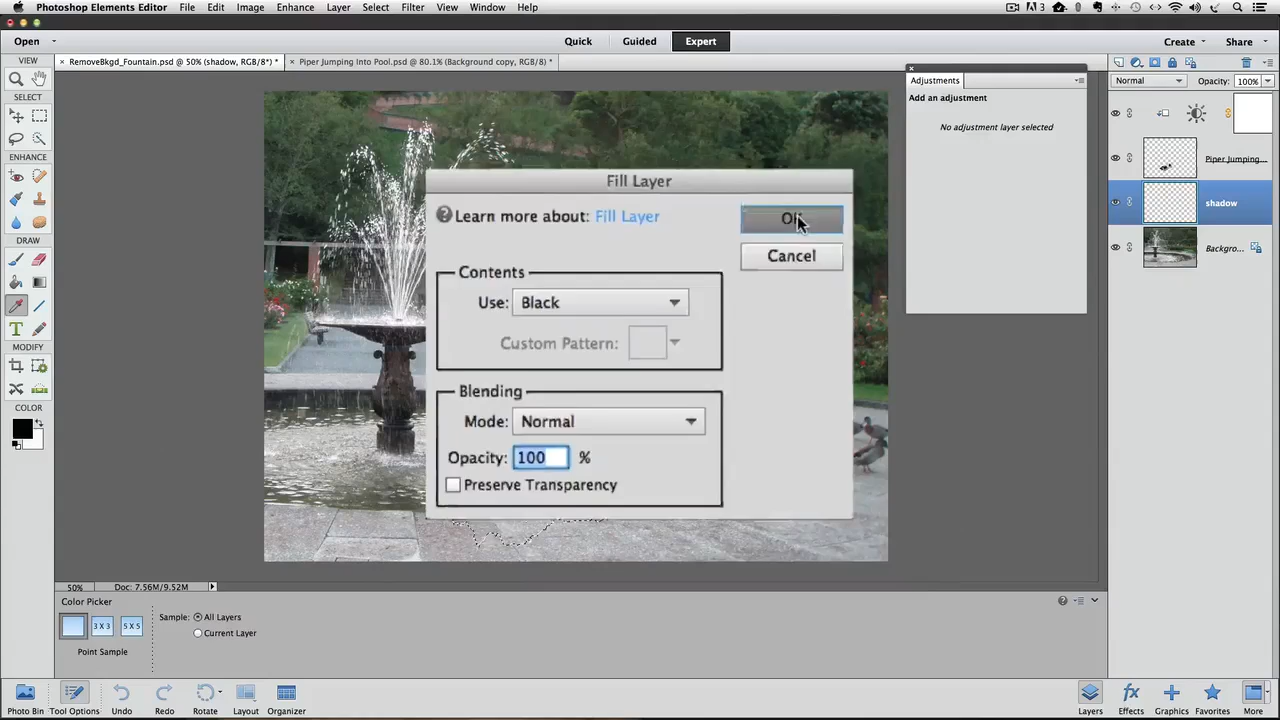 Photoshop Elements Editor File Edit Image Enhance Layer Select Filter View Window Help
3
Open Quick Guided Expert Create Share
VIEW
× RemoveBkgd_Fountain.psd @ 50% (shadow, RGB/8*) *
× Piper Jumping Into Pool.psd @ 80.1% (Background copy, RGB/8) *
SELECT
ENHANCE
DRAW
T
MODIFY
COLOR
Fill Layer
Learn more about: Fill Layer
OK
Cancel
Contents
Use: Black
Custom Pattern:
Blending
Mode: Normal
Opacity: 100 %
Preserve Transparency
Adjustments
Add an adjustment
No adjustment layer selected
Normal Opacity: 100%
Piper Jumping...
shadow
Backgro...
50% Doc: 7.56M/9.52M
Color Picker
3 X 3 5 X 5
Point Sample
Sample: All Layers
Current Layer
Photo Bin Tool Options Undo Redo Rotate Layout Organizer
fx
Layers Effects Graphics Favorites More